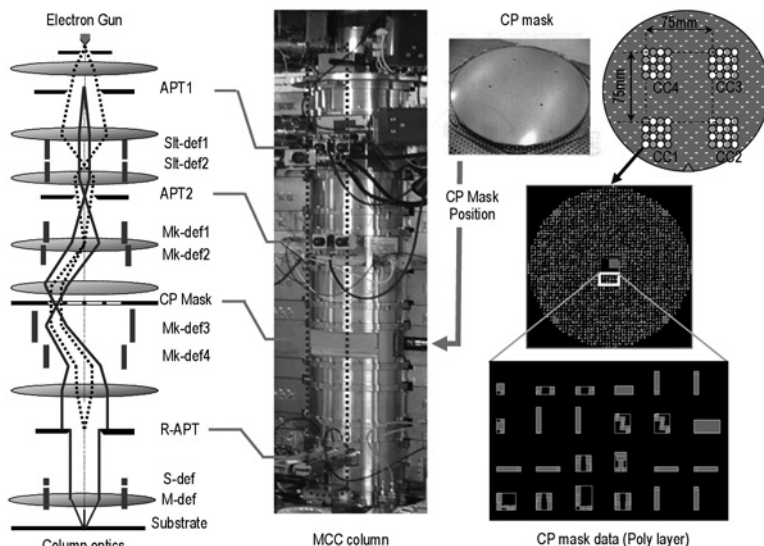 Electron Gun
APT1
Slt-def1
Slt-def2
APT2
Mk-def1
Mk-def2
CP Mask
Mk-def3
Mk-def4
R-APT
S-def
M-def
Substrate
Column optics
MCC column
CP mask
CP Mask
Position
75mm
75mm
CC4
CC3
CC1
CC2
CP mask data (Poly layer)